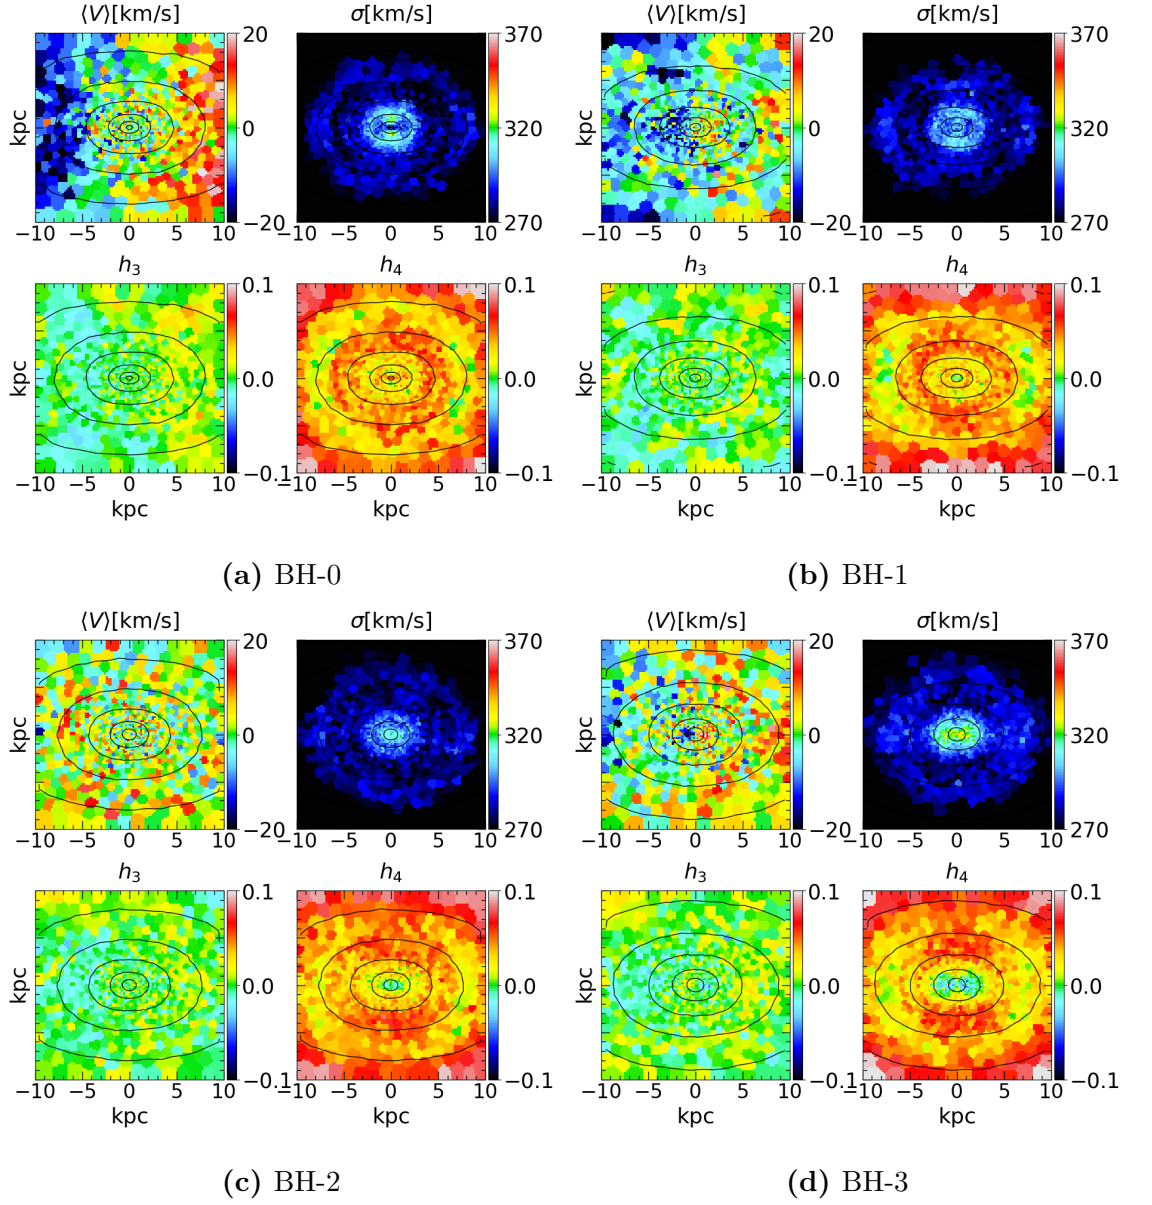 ⟨V⟩[km/s] σ[km/s] ⟨V⟩[km/s] σ[km/s]
20 370 20 370
kpc 0 320 kpc 0 320
−20 270 −20 270
−10 −5 0 5 10 −10 −5 0 5 10 −10 −5 0 5 10 −10 −5 0 5 10
h3 h4 h3 h4
0.1 0.1 0.1 0.1
kpc 0.0 0.0 kpc 0.0 0.0
−0.1 −0.1 −0.1 −0.1
−10 −5 0 5 10 −10 −5 0 5 10 −10 −5 0 5 10 −10 −5 0 5 10
kpc kpc kpc kpc
(a) BH-0 (b) BH-1
⟨V⟩[km/s] σ[km/s] ⟨V⟩[km/s] σ[km/s]
20 370 20 370
kpc 0 320 kpc 0 320
−20 270 −20 270
−10 −5 0 5 10 −10 −5 0 5 10 −10 −5 0 5 10 −10 −5 0 5 10
h3 h4 h3 h4
0.1 0.1 0.1 0.1
kpc 0.0 0.0 kpc 0.0 0.0
−0.1 −0.1 −0.1 −0.1
−10 −5 0 5 10 −10 −5 0 5 10 −10 −5 0 5 10 −10 −5 0 5 10
kpc kpc kpc kpc
(c) BH-2 (d) BH-3